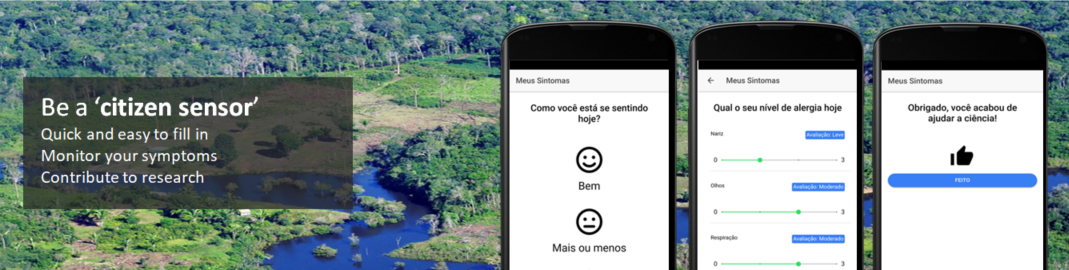 Be a ‘citizen sensor’
Quick and easy to fill in
Monitor your symptoms
Contribute to research
Meus Sintomas
Como você está se sentindo
hoje?
Bem
Mais ou menos
Meus Sintomas
Qual o seu nível de alergia hoje
Nariz
Avaliação: Leve
0
3
Olhos
Avaliação: Moderado
0
3
Respiração
Avaliação: Moderado
0
3
Meus Sintomas
Obrigado, você acabou de
ajudar a ciência!
FEITO